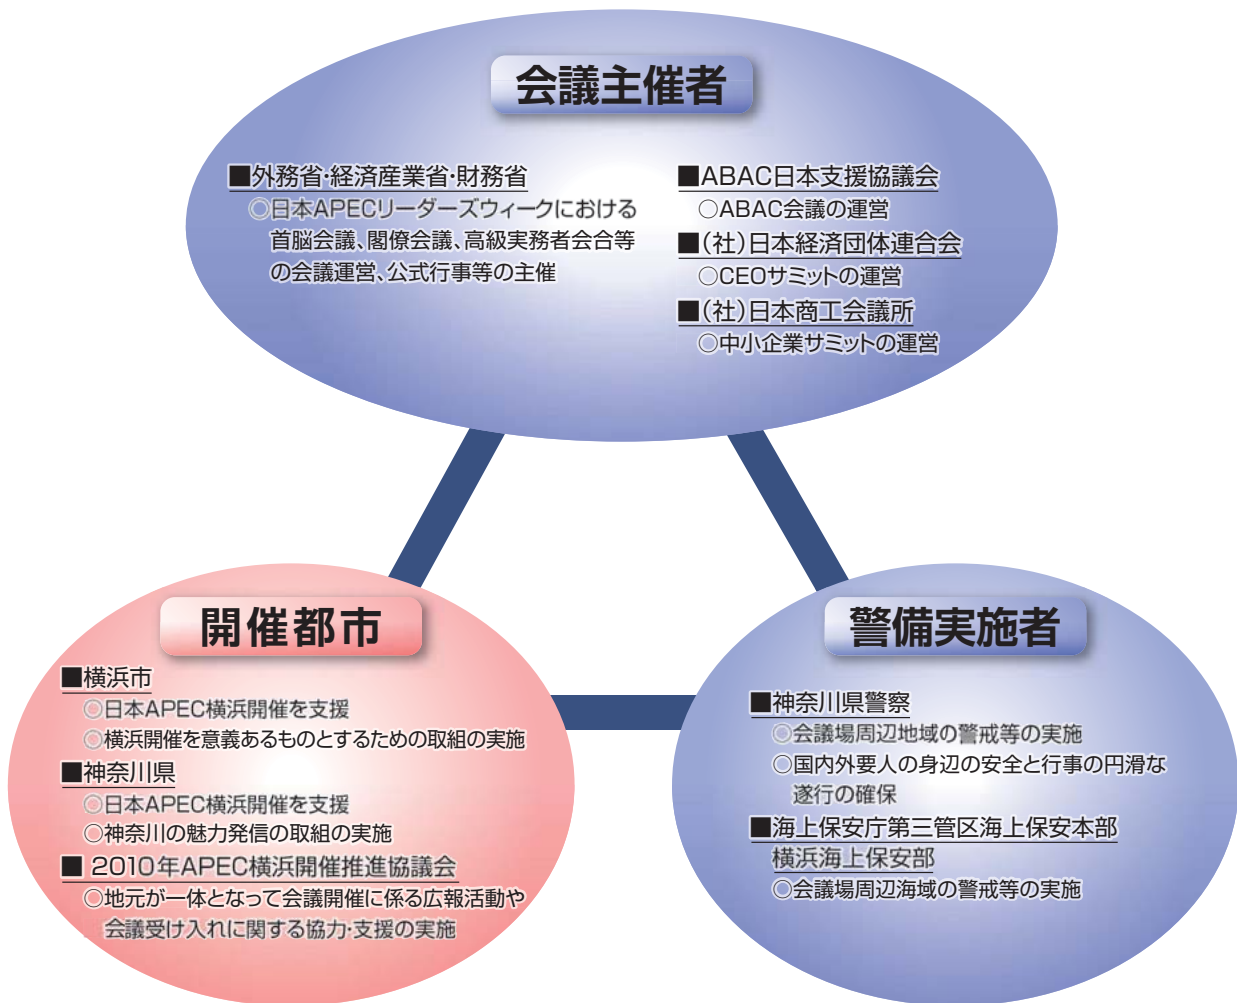 会議主催者
■外務省・経済産業省・財務省
○日本APECリーダーズウィークにおける
首脳会議、閣僚会議、高級実務者会合等
の会議運営、公式行事等の主催
■ABAC日本支援協議会
○ABAC会議の運営
■(社)日本経済団体連合会
○CEOサミットの運営
■(社)日本商工会議所
○中小企業サミットの運営
開催都市
■横浜市
○日本APEC横浜開催を支援
○横浜開催を意義あるものとするための取組の実施
■神奈川県
○日本APEC横浜開催を支援
○神奈川の魅力発信の取組の実施
■ 2010年APEC横浜開催推進協議会
○地元が一体となって会議開催に係る広報活動や
会議受け入れに関する協力・支援の実施
警備実施者
■神奈川県警察
○会議場周辺地域の警戒等の実施
○国内外要人の身辺の安全と行事の円滑な
遂行の確保
■海上保安庁第三管区海上保安本部
横浜海上保安部
○会議場周辺海域の警戒等の実施